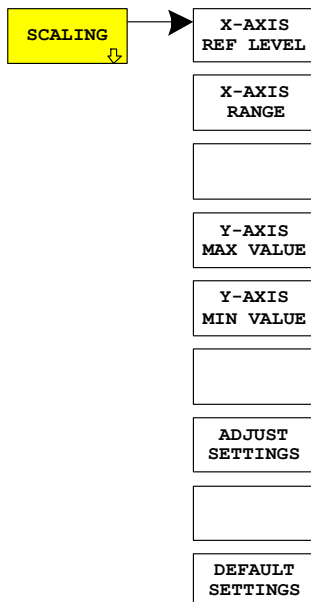 SCALING
X-AXIS
REF LEVEL
X-AXIS
RANGE
Y-AXIS
MAX VALUE
Y-AXIS
MIN VALUE
ADJUST
SETTINGS
DEFAULT
SETTINGS